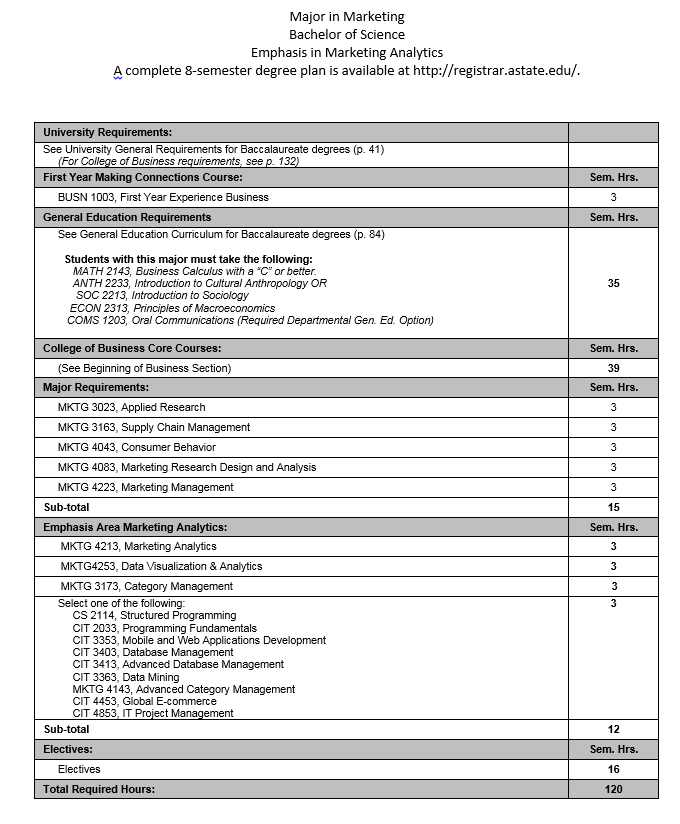 Major in Marketing
Bachelor of Science
Emphasis in Marketing Analytics
A complete 8-semester degree plan is available at http://registrar.astate.edu/.
University Requirements:
See University General Requirements for Baccalaureate degrees (p. 41)
(For College of Business requirements, see p. 132)
First Year Making Connections Course: Sem. Hrs.
BUSN 1003, First Year Experience Business 3
General Education Requirements Sem. Hrs.
See General Education Curriculum for Baccalaureate degrees (p. 84)
Students with this major must take the following:
MATH 2143, Business Calculus with a “C” or better.
ANTH 2233, Introduction to Cultural Anthropology OR 35
SOC 2213, Introduction to Sociology
ECON 2313, Principles of Macroeconomics
COMS 1203, Oral Communications (Required Departmental Gen. Ed. Option)
College of Business Core Courses: Sem. Hrs.
(See Beginning of Business Section) 39
Major Requirements: Sem. Hrs.
MKTG 3023, Applied Research 3
MKTG 3163, Supply Chain Management 3
MKTG 4043, Consumer Behavior 3
MKTG 4083, Marketing Research Design and Analysis 3
MKTG 4223, Marketing Management 3
Sub-total 15
Emphasis Area Marketing Analytics: Sem. Hrs.
MKTG 4213, Marketing Analytics 3
MKTG4253, Data Visualization & Analytics 3
MKTG 3173, Category Management 3
Select one of the following: 3
CS 2114, Structured Programming
CIT 2033, Programming Fundamentals
CIT 3353, Mobile and Web Applications Development
CIT 3403, Database Management
CIT 3413, Advanced Database Management
CIT 3363, Data Mining
MKTG 4143, Advanced Category Management
CIT 4453, Global E-commerce
CIT 4853, IT Project Management
Sub-total 12
Electives: Sem. Hrs.
Electives 16
Total Required Hours: 120